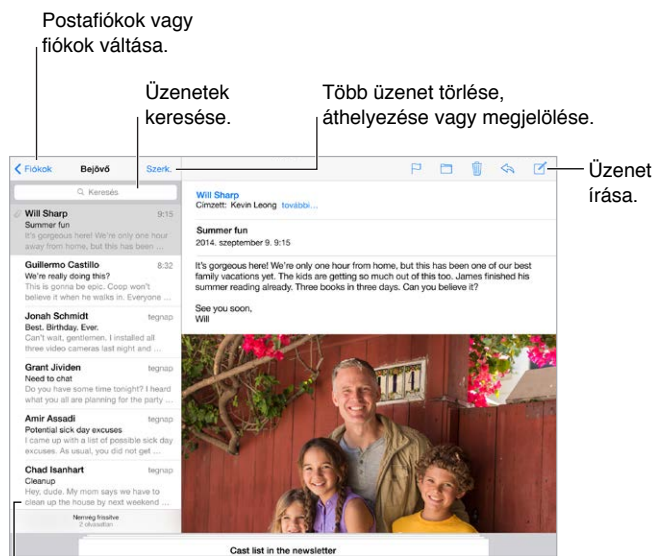 Postafiókok vagy
fiókok váltása.
Üzenetek
keresése.
Több üzenet törlése,
áthelyezése vagy megjelölése.
Üzenet
írása.
Fiókok Bejövő Szerk.
Keresés
Will Sharp 9:15
Summer fun
It's gorgeous here! We're only one hour
away from home, but this has been ...
Guillermo Castillo 8:32
We're really doing this?
This is gonna be epic. Coop won't
believe it when he walks in. Everyone ...
Jonah Schmidt tegnap
Best. Birthday. Ever.
Can't wait, gentlemen. I installed all
three video cameras last night and ...
Grant Jividen tegnap
Need to chat
Do you have some time tonight? I heard
what you all are planning for the party ...
Amir Assadi tegnap
Potential sick day excuses
I came up with a list of possible sick day
excuses. As usual, you did not get ...
Chad Isanhart tegnap
Cleanup
Hey, dude. My mom says we have to
clean up the house by next weekend ...
Nemrég frissítve
2 olvasatlan
Will Sharp
Címzett: Kevin Leong további...
Summer fun
2014. szeptember 9. 9:15
It's gorgeous here! We're only one hour from home, but this has been one of our best
family vacations yet. The kids are getting so much out of this too. James finished his
summer reading already. Three books in three days. Can you believe it?
See you soon,
Will
114
Cast list in the newsletter